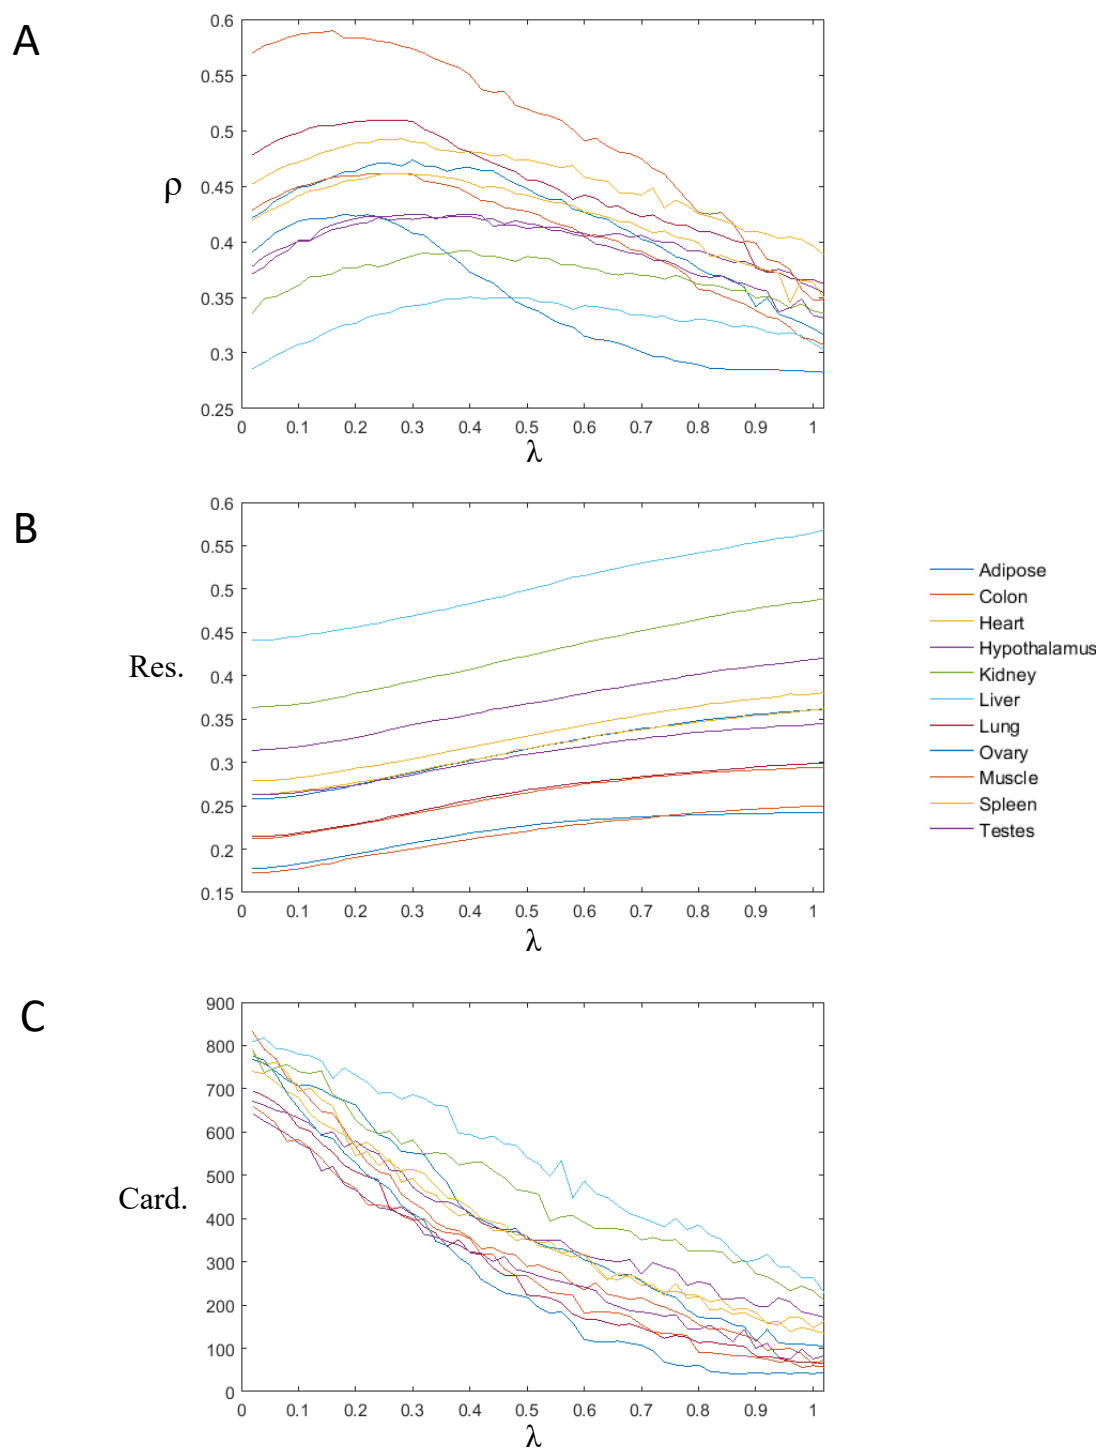 A
0.6
0.55
0.5
0.45
ρ
0.4
0.35
0.3
0.25
0 0.1 0.2 0.3 0.4 0.5 0.6 0.7 0.8 0.9 1
λ
B
0.6
0.55
0.5
0.45
Res.
0.4
0.35
0.3
0.25
0.2
0.15
0 0.1 0.2 0.3 0.4 0.5 0.6 0.7 0.8 0.9 1
λ
Adipose
Colon
Heart
Hypothalamus
Kidney
Liver
Lung
Ovary
Muscle
Spleen
Testes
C
900
800
700
600
500
Card.
400
300
200
100
0
0 0.1 0.2 0.3 0.4 0.5 0.6 0.7 0.8 0.9 1
λ